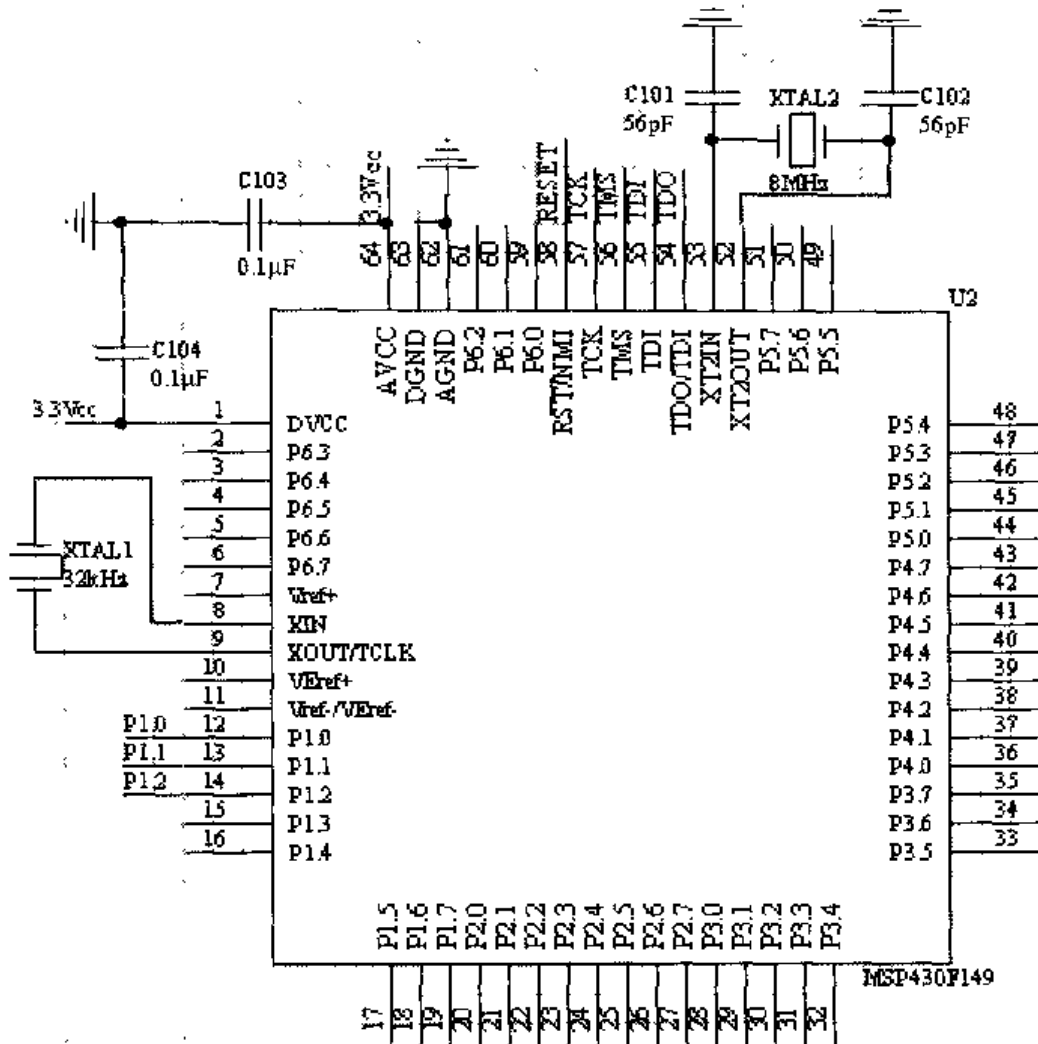 C101
56pF
XTAL2
8MHz
C102
56pF
C103
0.1μF
3.3Vcc
RESET
TCK
TMS
TDI
TDO
64
63
62
61
60
59
58
57
56
55
54
53
52
51
50
49
U2
AVCC
DGND
AGND
P6.2
P6.1
P6.0
RST/NMI
TCK
TMS
TDI
TDO/TDI
XT2IN
XT2OUT
P5.7
P5.6
P5.5
C104
0.1μF
3.3Vcc
1 DVCC
2 P6.3
3 P6.4
4 P6.5
5 P6.6
6 P6.7
7 Vref+
8 XIN
9 XOUT/TCLK
10 VEref+
11 Vref-/VEref-
P1.0 12 P1.0
P1.1 13 P1.1
P1.2 14 P1.2
15 P1.3
16 P1.4
XTAL1
32kHz
P5.4 48
P5.3 47
P5.2 46
P5.1 45
P5.0 44
P4.7 43
P4.6 42
P4.5 41
P4.4 40
P4.3 39
P4.2 38
P4.1 37
P4.0 36
P3.7 35
P3.6 34
P3.5 33
P1.5
P1.6
P1.7
P2.0
P2.1
P2.2
P2.3
P2.4
P2.5
P2.6
P2.7
P3.0
P3.1
P3.2
P3.3
P3.4
MSP430F149
17
18
19
20
21
22
23
24
25
26
27
28
29
30
31
32